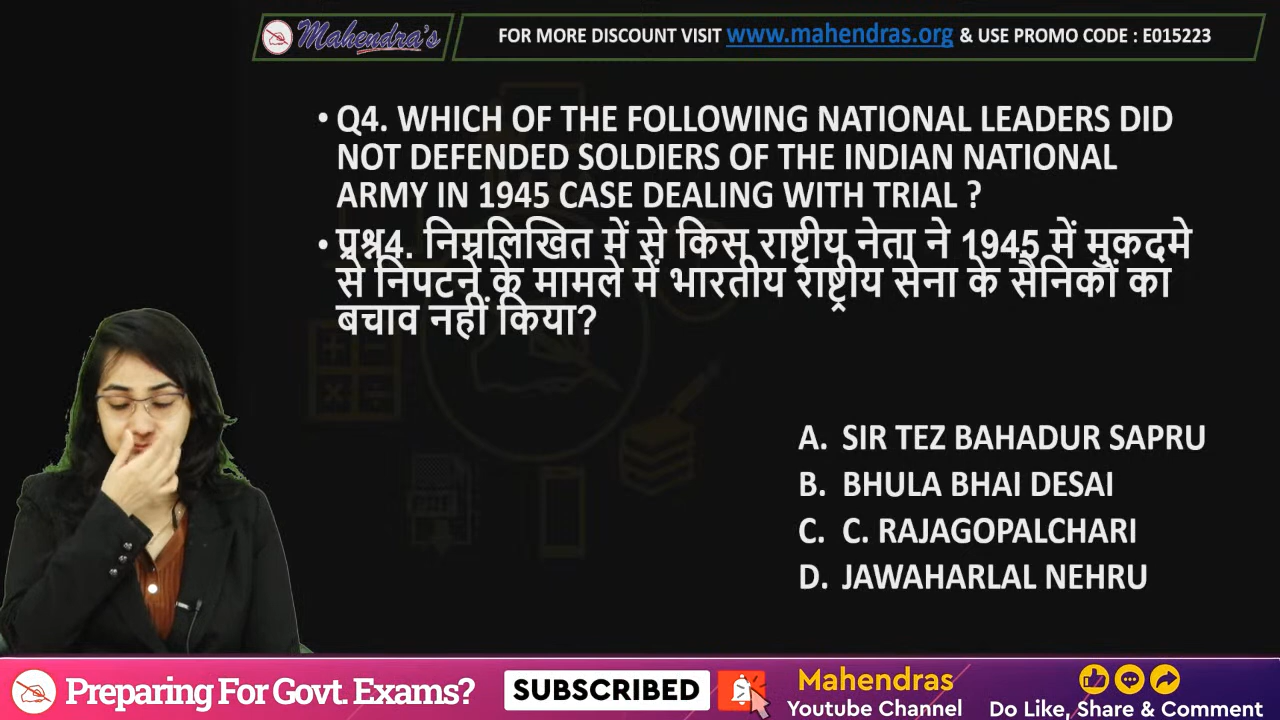 Mahendra's
FOR MORE DISCOUNT VISIT www.mahendras.org & USE PROMO CODE : E015223
• Q4. WHICH OF THE FOLLOWING NATIONAL LEADERS DID
NOT DEFENDED SOLDIERS OF THE INDIAN NATIONAL
ARMY IN 1945 CASE DEALING WITH TRIAL ?
• प्रश्न4. निम्नलिखित में से किस राष्ट्रीय नेता ने 1945 में मुकदमे
से निपटने के मामले में भारतीय राष्ट्रीय सेना के सैनिकों का
बचाव नहीं किया?
A. SIR TEZ BAHADUR SAPRU
B. BHULA BHAI DESAI
C. C. RAJAGOPALCHARI
D. JAWAHARLAL NEHRU
Preparing For Govt. Exams?
SUBSCRIBED
Mahendras
Youtube Channel
Do Like, Share & Comment